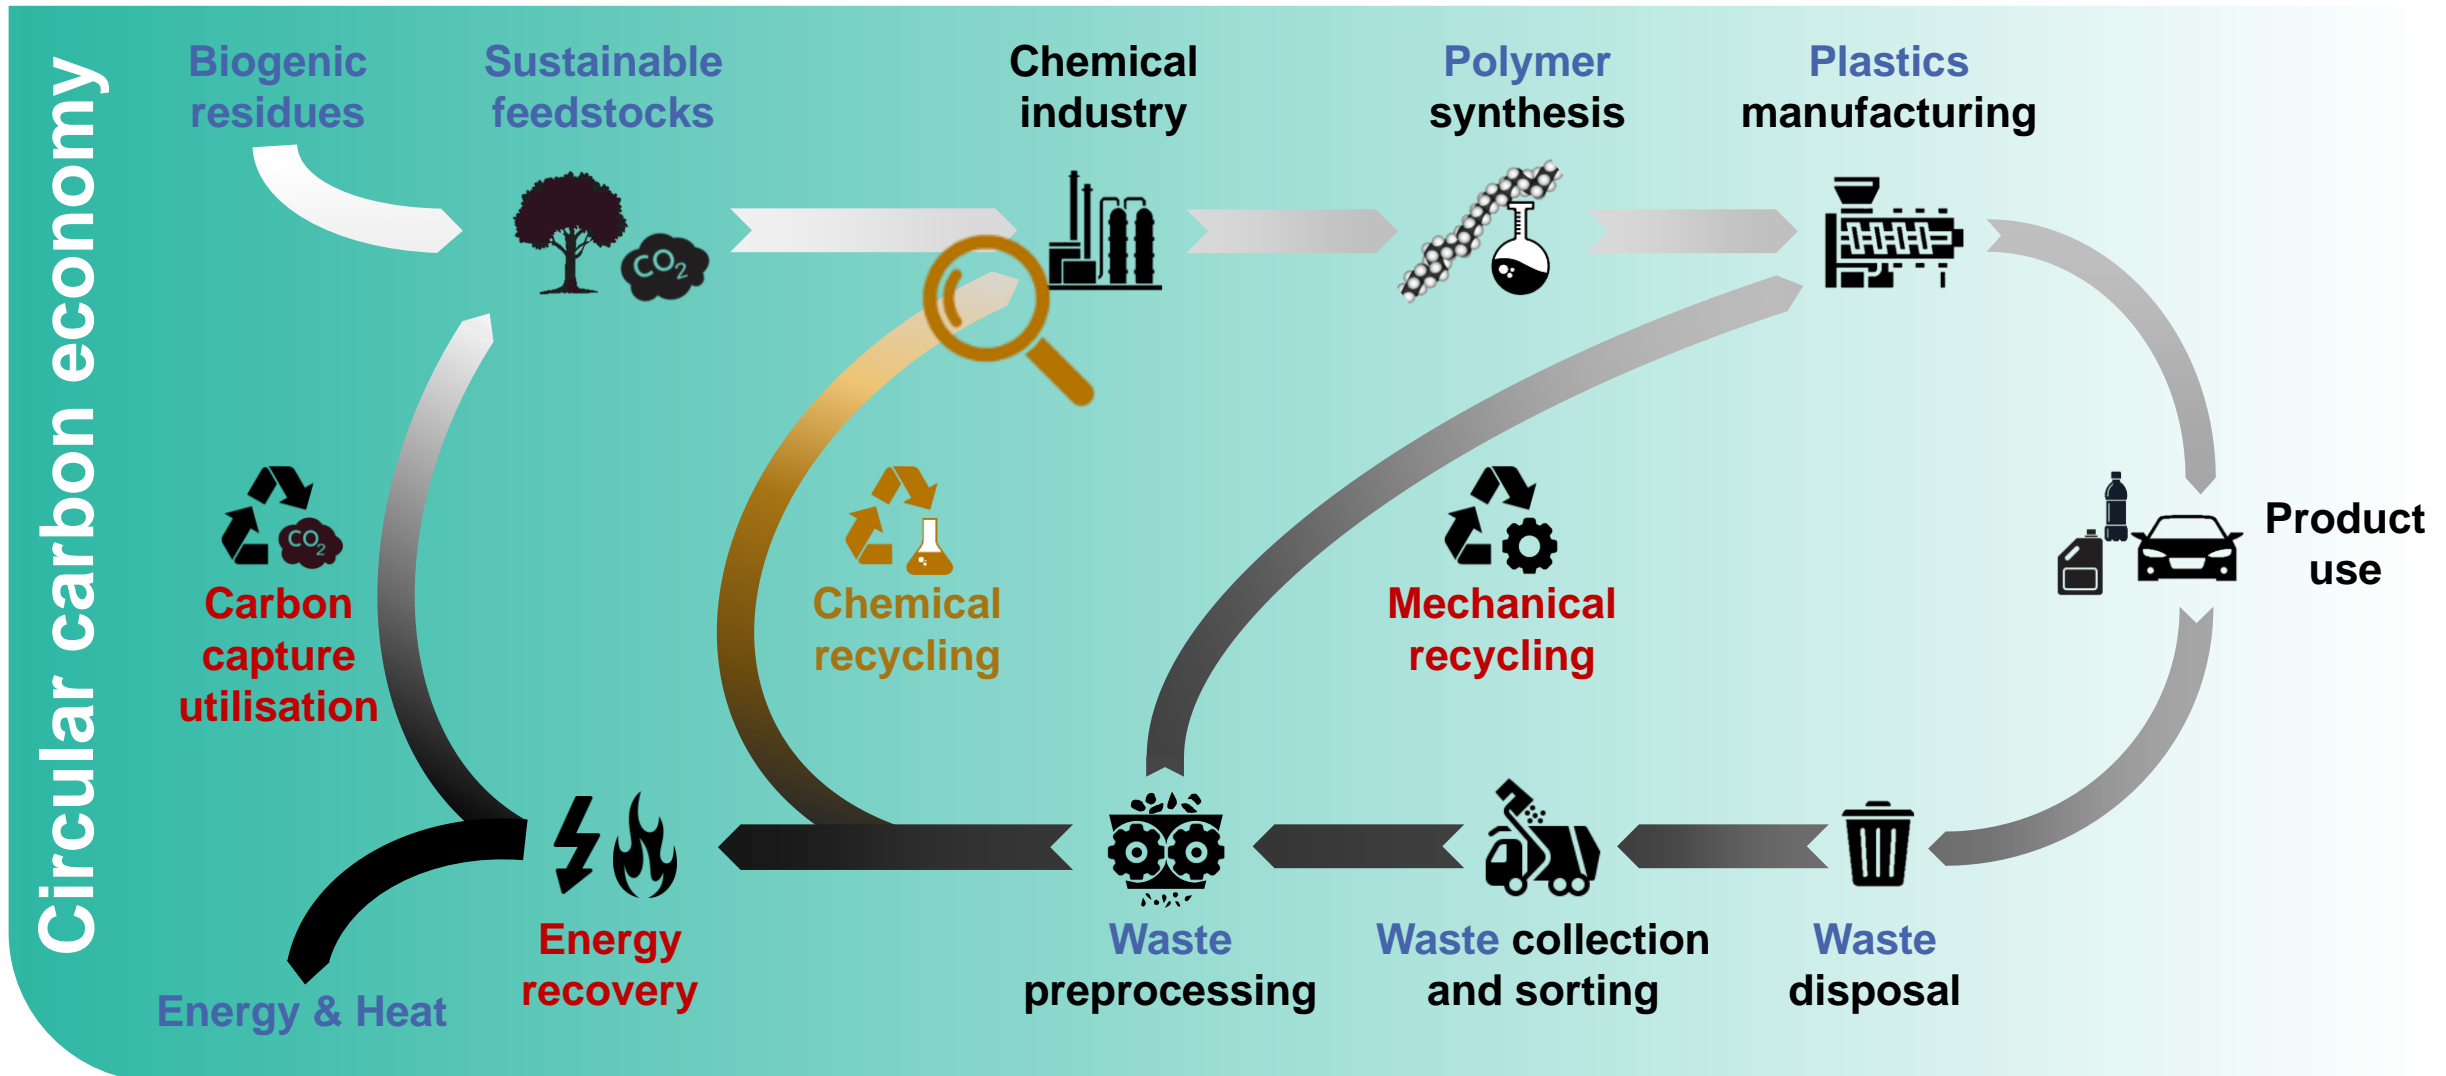 Circular carbon economy
Biogenic
residues
Sustainable
feedstocks
Chemical
industry
Polymer
synthesis
Plastics
manufacturing
CO2
CO2
Carbon
capture
utilisation
Chemical
recycling
Mechanical
recycling
Product
use
Energy & Heat
Energy
recovery
Waste
preprocessing
Waste collection
and sorting
Waste
disposal